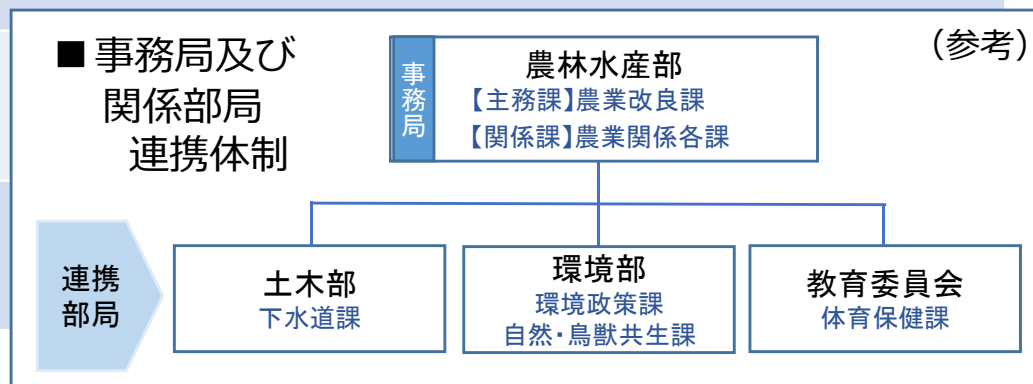 ■事務局及び
関係部局
連携体制
(参考)
事務局
農林水産部
【主務課】農業改良課
【関係課】農業関係各課
連携
部局
土木部
下水道課
環境部
環境政策課
自然・鳥獣共生課
教育委員会
体育保健課